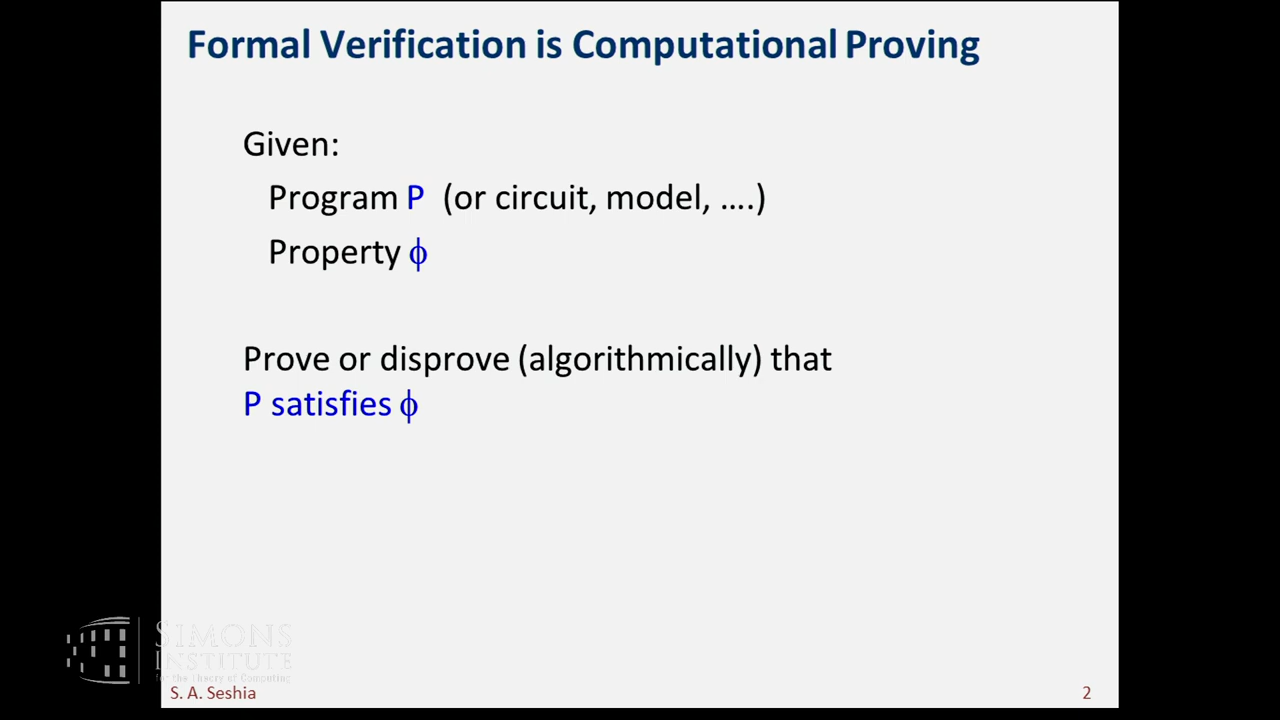 Formal Verification is Computational Proving
Given:
Program P (or circuit, model, ….)
Property ϕ
Prove or disprove (algorithmically) that
P satisfies ϕ
SIMONS
INSTITUTE
for the Theory of Computing
S. A. Seshia
2